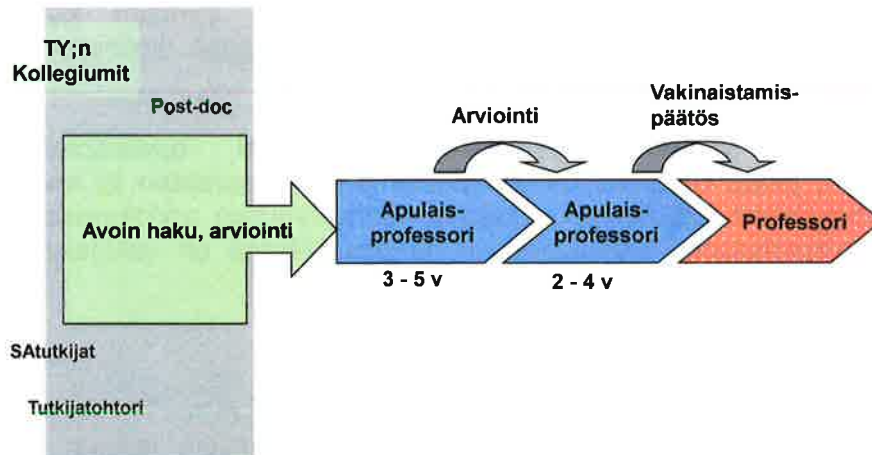 TY;n
Kollegiumit
Post-doc
Avoin haku, arviointi
SAtutkijat
Tutkijatohtori
Arviointi
Vakinaistamis-
päätös
Apulais-
professori
Apulais-
professori
Professori
3 - 5 v
2 - 4 v